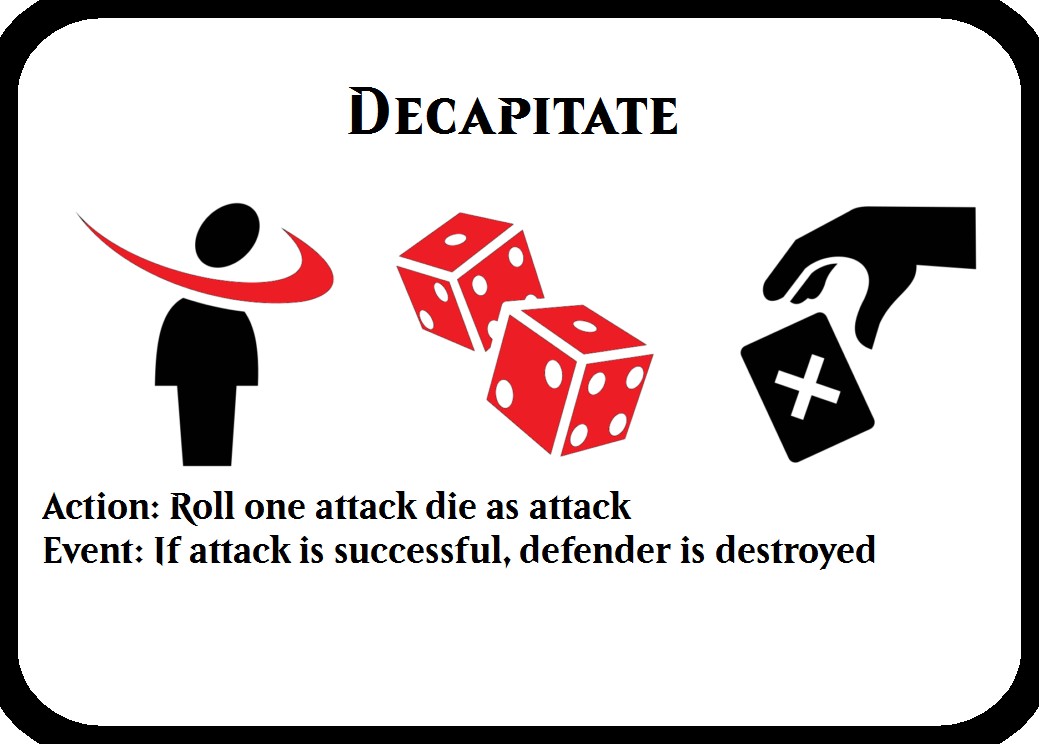 Decapitate
Action: Roll one attack die as attack
Event: If attack is successful, defender is destroyed